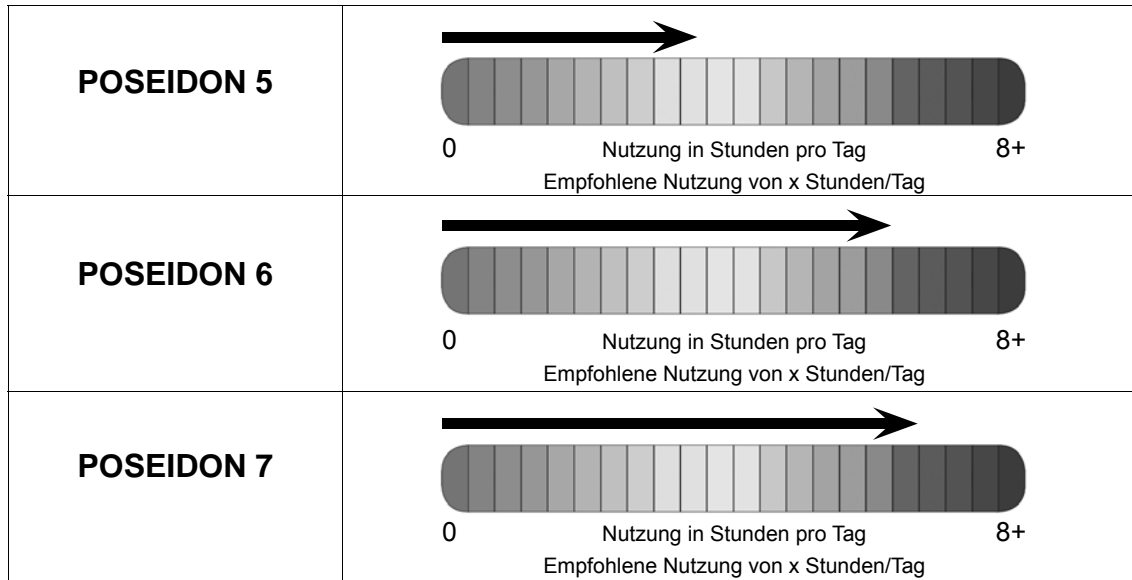 POSEIDON 5
0 Nutzung in Stunden pro Tag 8+
Empfohlene Nutzung von x Stunden/Tag
POSEIDON 6
0 Nutzung in Stunden pro Tag 8+
Empfohlene Nutzung von x Stunden/Tag
POSEIDON 7
0 Nutzung in Stunden pro Tag 8+
Empfohlene Nutzung von x Stunden/Tag